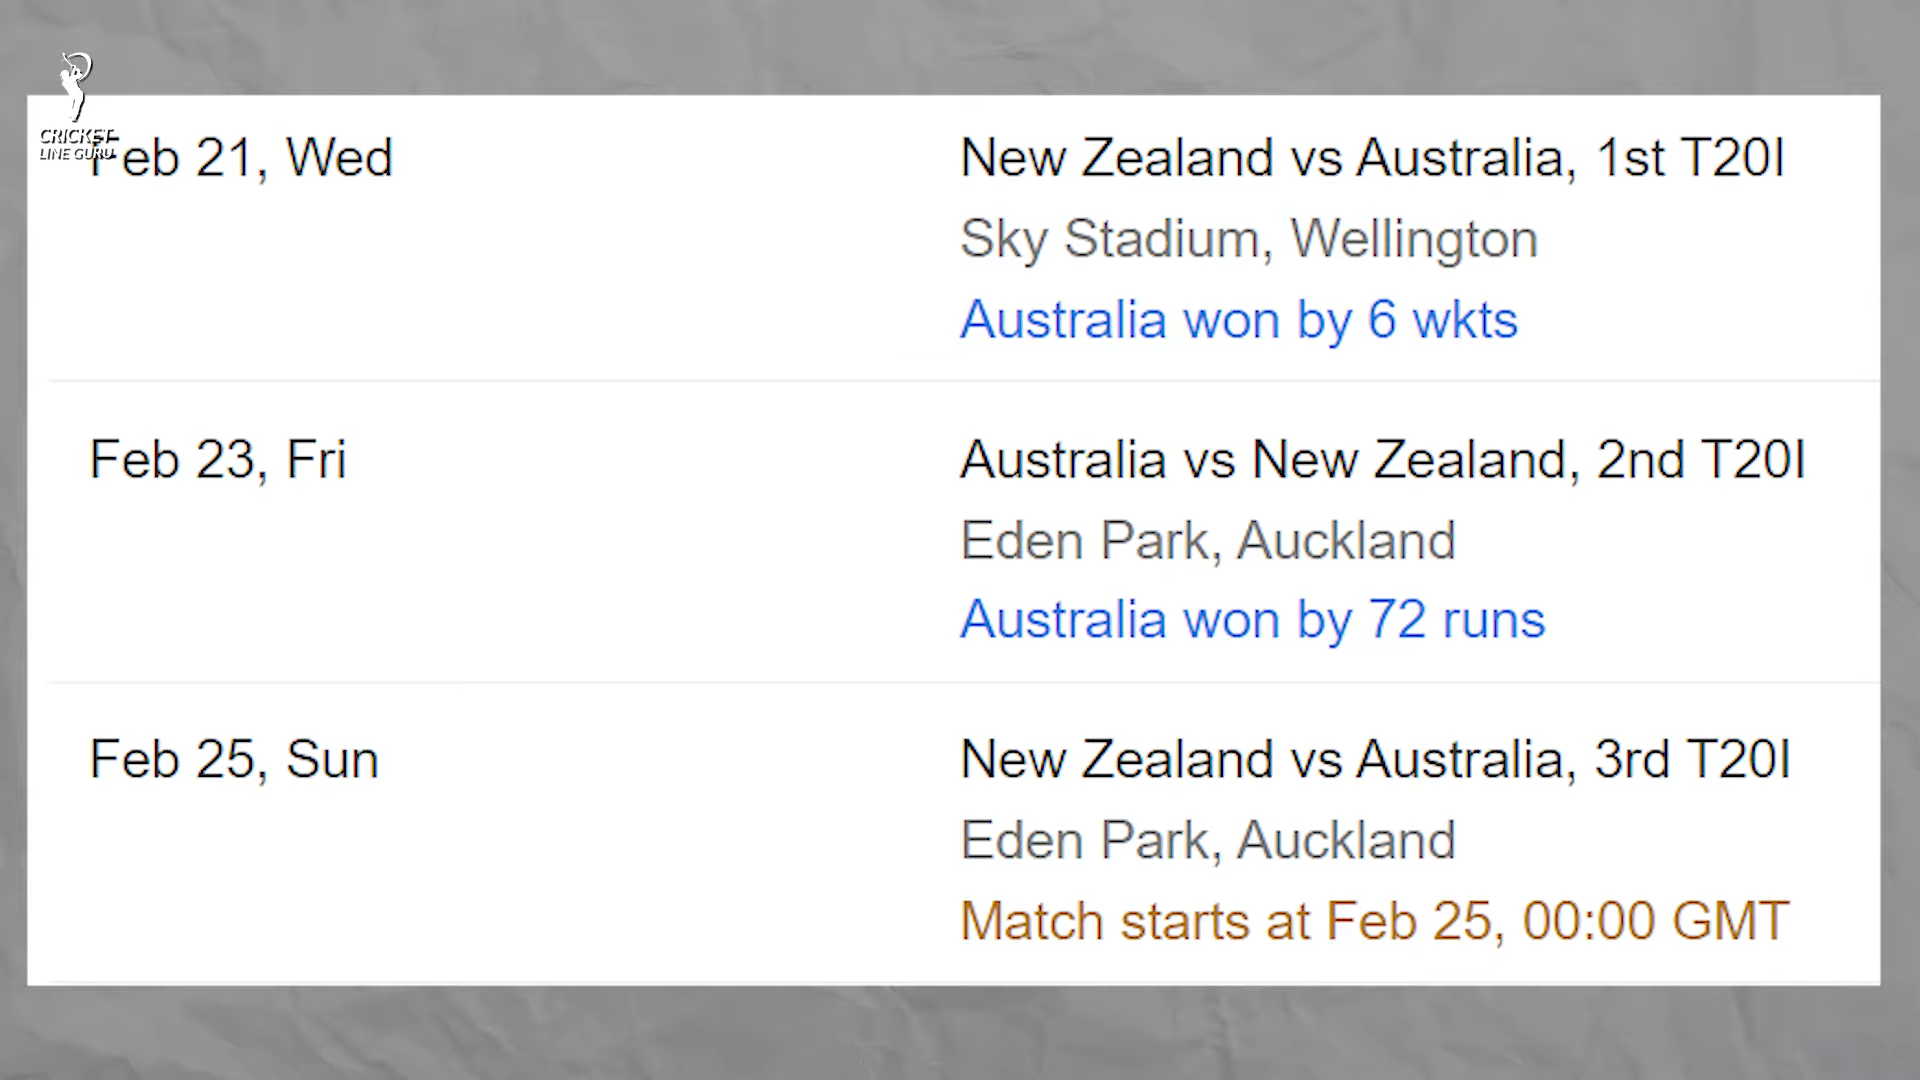 CRICKET
LINE GURU
Feb 21, Wed
New Zealand vs Australia, 1st T20I
Sky Stadium, Wellington
Australia won by 6 wkts
Feb 23, Fri
Australia vs New Zealand, 2nd T20I
Eden Park, Auckland
Australia won by 72 runs
Feb 25, Sun
New Zealand vs Australia, 3rd T20I
Eden Park, Auckland
Match starts at Feb 25, 00:00 GMT